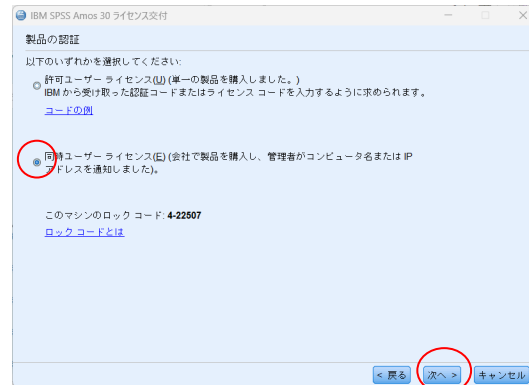 IBM SPSS Amos 30 ライセンス交付
製品の認証
以下のいずれかを選択してください:
許可ユーザー ライセンス(U) (単一の製品を購入しました。)
IBM から受け取った認証コードまたはライセンス コードを入力するように求められます。
コードの例
同時ユーザー ライセンス(E) (会社で製品を購入し、管理者がコンピュータ名または IP
アドレスを通知しました)。
このマシンのロック コード: 4-22507
ロック コードとは
< 戻る 次へ > キャンセル